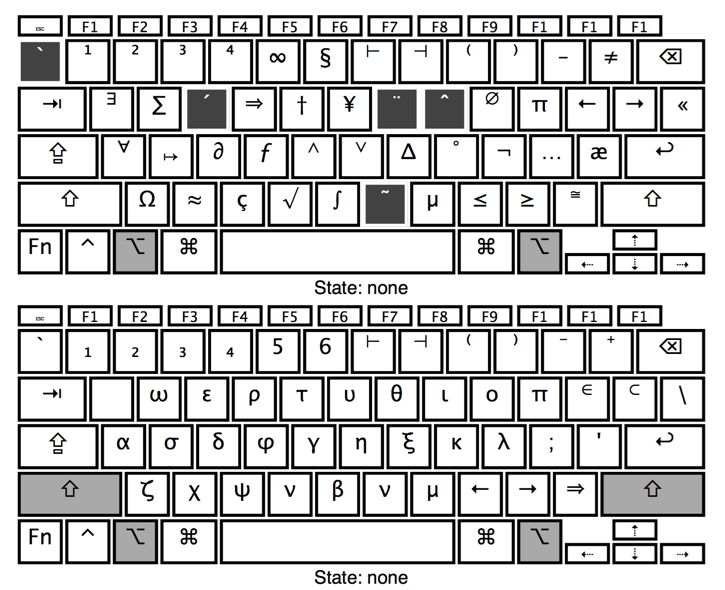 ESC F1 F2 F3 F4 F5 F6 F7 F8 F9 F1 F1 F1
` ¹ ² ³ ⁴ ∞ § ⊢ ⊣ ⁽ ⁾ – ≠ ⌫
⇥ ∃ ∑ ´ ⇒ † ¥ ¨ ˆ ∅ π ← → «
⇪ ∀ ↦ ∂ ƒ ^ ∨ ∆ ° ¬ … æ ↩
⇧ Ω ≈ ç √ ∫ ˜ µ ≤ ≥ ≅ ⇧
Fn ^ ⌥ ⌘ ⌘ ⌥ ⇠ ⇡ ⇣ ⇢
State: none
ESC F1 F2 F3 F4 F5 F6 F7 F8 F9 F1 F1 F1
` ₁ ₂ ₃ ₄ 5 6 ⊢ ⊣ ⁽ ⁾ ⁻ ⁺ ⌫
⇥ ω ε ρ τ υ θ ι ο π ∈ ⊂ \
⇪ α σ δ φ γ η ξ κ λ ; ' ↩
⇧ ζ χ ψ ν β ν μ ← → ⇒ ⇧
Fn ^ ⌥ ⌘ ⌘ ⌥ ⇠ ⇡ ⇣ ⇢
State: none